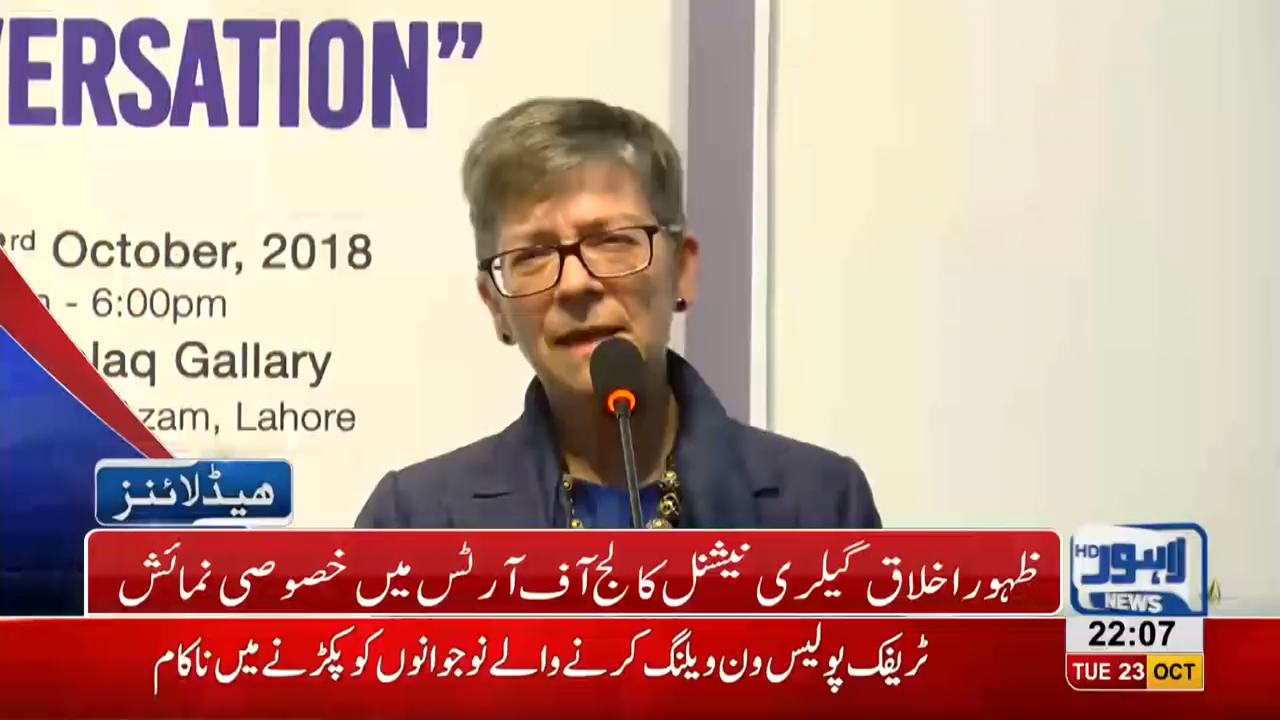 ERSATION”
rd October, 2018
- 6:00pm
laq Gallary
zam, Lahore
ھیڈلائنز
ظہور اخلاق گیلری نیشنل کالج آف آرٹس میں خصوصی نمائش
HD
لاہور
NEWS
22:07
TUE 23 OCT
ٹریفک پولیس ون ویلنگ کرنے والے نوجوانوں کو پکڑنے میں ناکام